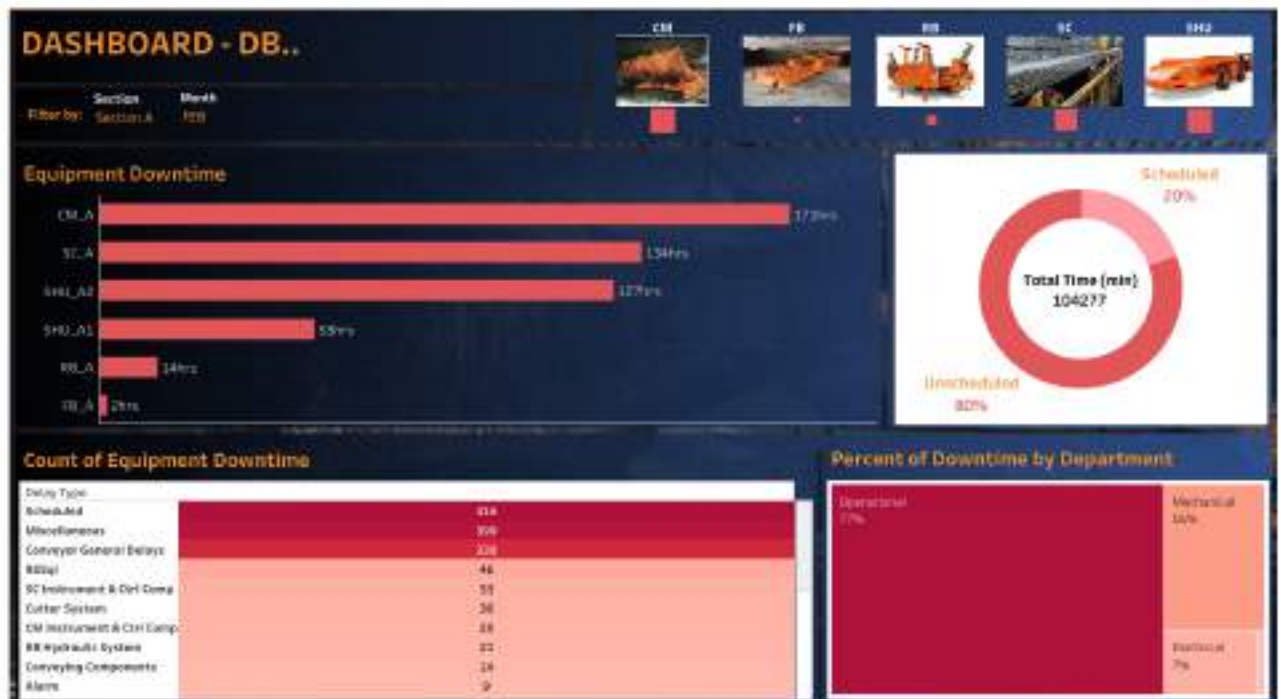 DASHBOARD - DB..
CM FB RB SC SHU
Section Month
Filter by: Section A
Equipment Downtime
CM_A
SC_A 134hrs
SHU_A2 127hrs
SHU_A1
RB_A 14hrs
FB_A 2hrs
Scheduled
20%
Total Time (min)
104277
Unscheduled
80%
Count of Equipment Downtime
Percent of Downtime by Department
Delay Type
Scheduled
Miscellaneous
Conveyor General Delays
SC Instrument & Ctrl Comp
Cutter System
CM Instrument & Ctrl Comp
RB Hydraulic System
Conveying Components
Alarm 9
Operational
77%
Mechanical
16%
Electrical
7%